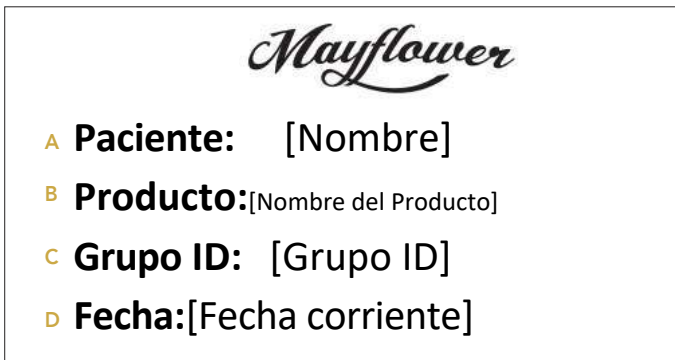 Mayflower
A Paciente: [Nombre]
B Producto:[Nombre del Producto]
C Grupo ID: [Grupo ID]
D Fecha:[Fecha corriente]